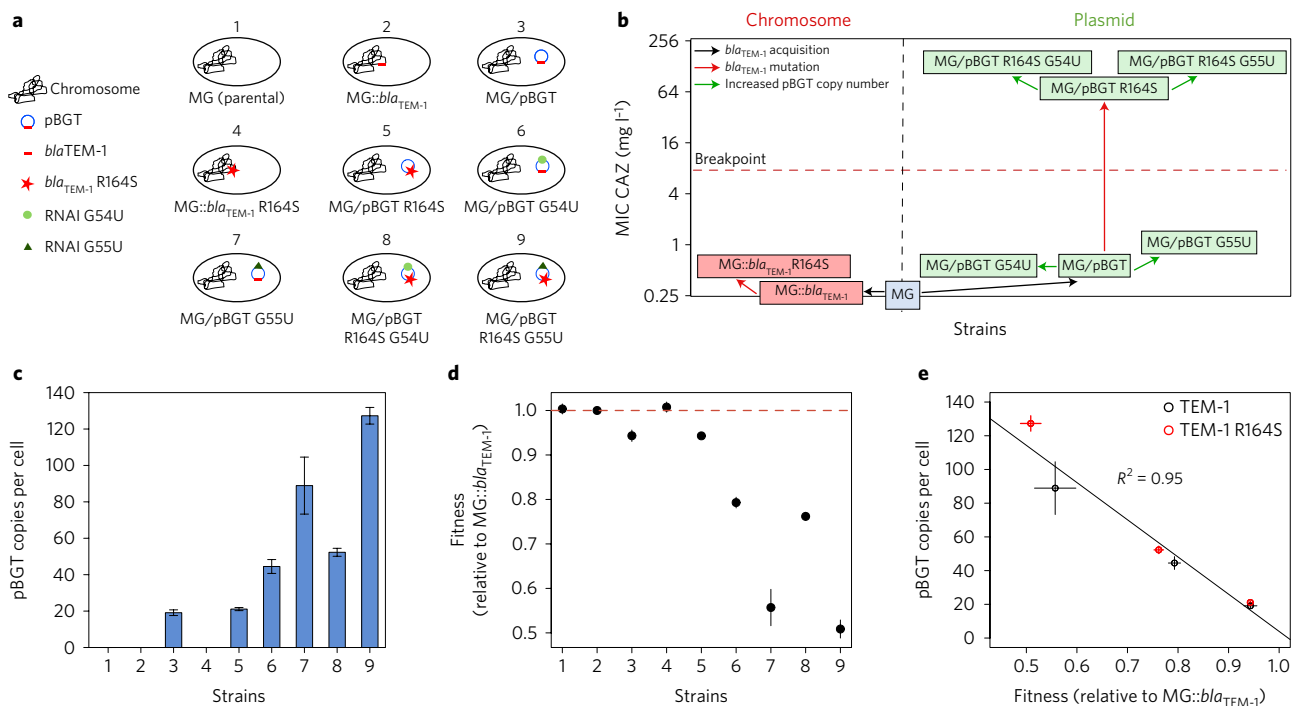 a
1
2
3
Chromosome
pBGT
blaTEM-1
blaTEM-1 R164S
RNAI G54U
RNAI G55U
MG (parental)
MG::blaTEM-1
MG/pBGT
4
5
6
MG::blaTEM-1 R164S
MG/pBGT R164S
MG/pBGT G54U
7
8
9
MG/pBGT G55U
MG/pBGT
R164S G54U
MG/pBGT
R164S G55U
b
Chromosome
Plasmid
MIC CAZ (mg l−1)
256
64
16
4
1
0.25
blaTEM-1 acquisition
blaTEM-1 mutation
Increased pBGT copy number
Breakpoint
MG/pBGT R164S G54U
MG/pBGT R164S G55U
MG/pBGT R164S
MG/pBGT G55U
MG/pBGT G54U
MG/pBGT
MG::blaTEM-1R164S
MG::blaTEM-1
MG
Strains
c
pBGT copies per cell
140
120
100
80
60
40
20
0
1 2 3 4 5 6 7 8 9
Strains
d
Fitness
(relative to MG::blaTEM-1)
1.0
0.9
0.8
0.7
0.6
0.5
1 2 3 4 5 6 7 8 9
Strains
e
pBGT copies per cell
140
120
100
80
60
40
20
0
TEM-1
TEM-1 R164S
R2 = 0.95
0.5 0.6 0.7 0.8 0.9 1.0
Fitness (relative to MG::blaTEM-1)